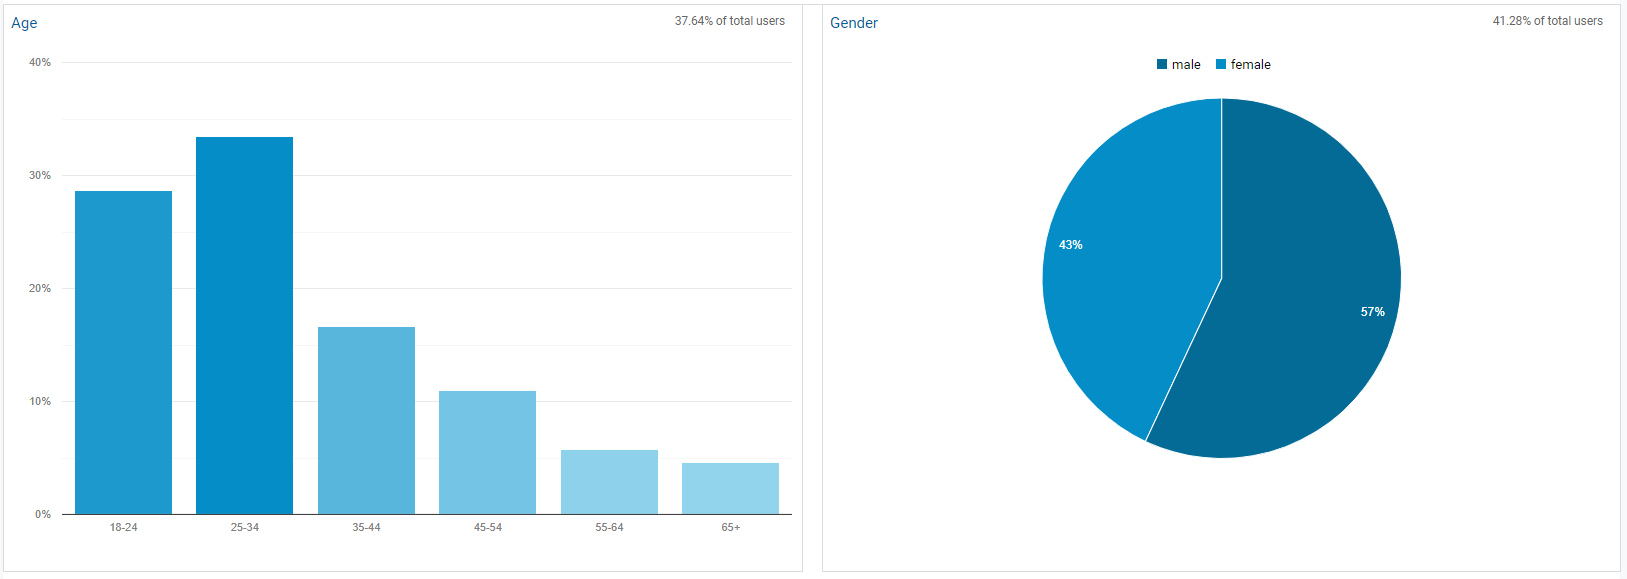 Age
37.64% of total users
40%
30%
20%
10%
0%
18-24 25-34 35-44 45-54 55-64 65+
Gender
41.28% of total users
male female
43%
57%